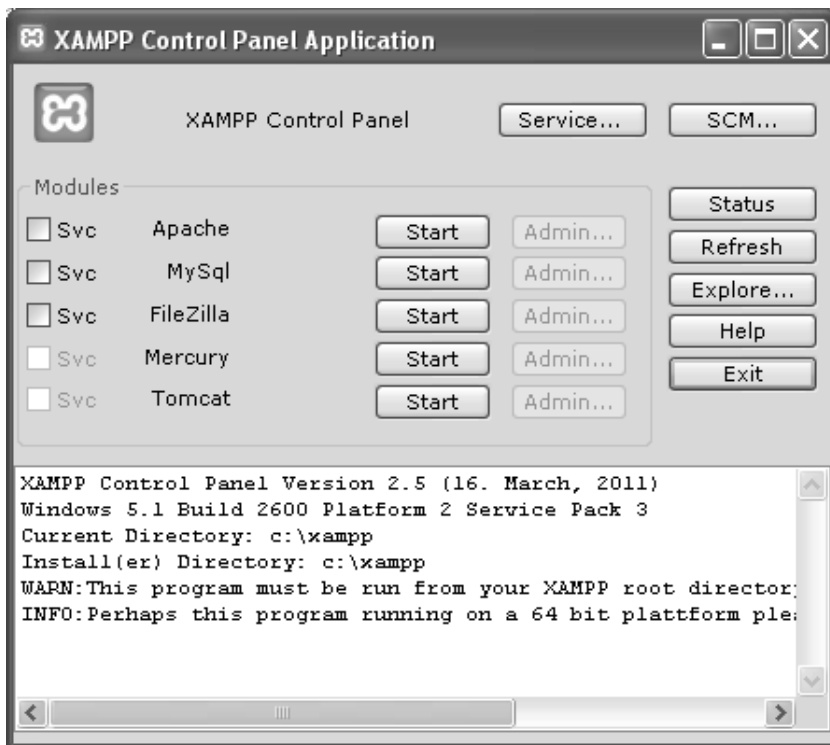 XAMPP Control Panel Application
XAMPP Control Panel Service... SCM...
Modules
Svc Apache Start Admin...
Svc MySql Start Admin...
Svc FileZilla Start Admin...
Svc Mercury Start Admin...
Svc Tomcat Start Admin...
Status
Refresh
Explore...
Help
Exit
XAMPP Control Panel Version 2.5 (16. March, 2011)
Windows 5.1 Build 2600 Platform 2 Service Pack 3
Current Directory: c:\xampp
Install(er) Directory: c:\xampp
WARN:This program must be run from your XAMPP root directory
INFO:Perhaps this program running on a 64 bit plattform plea